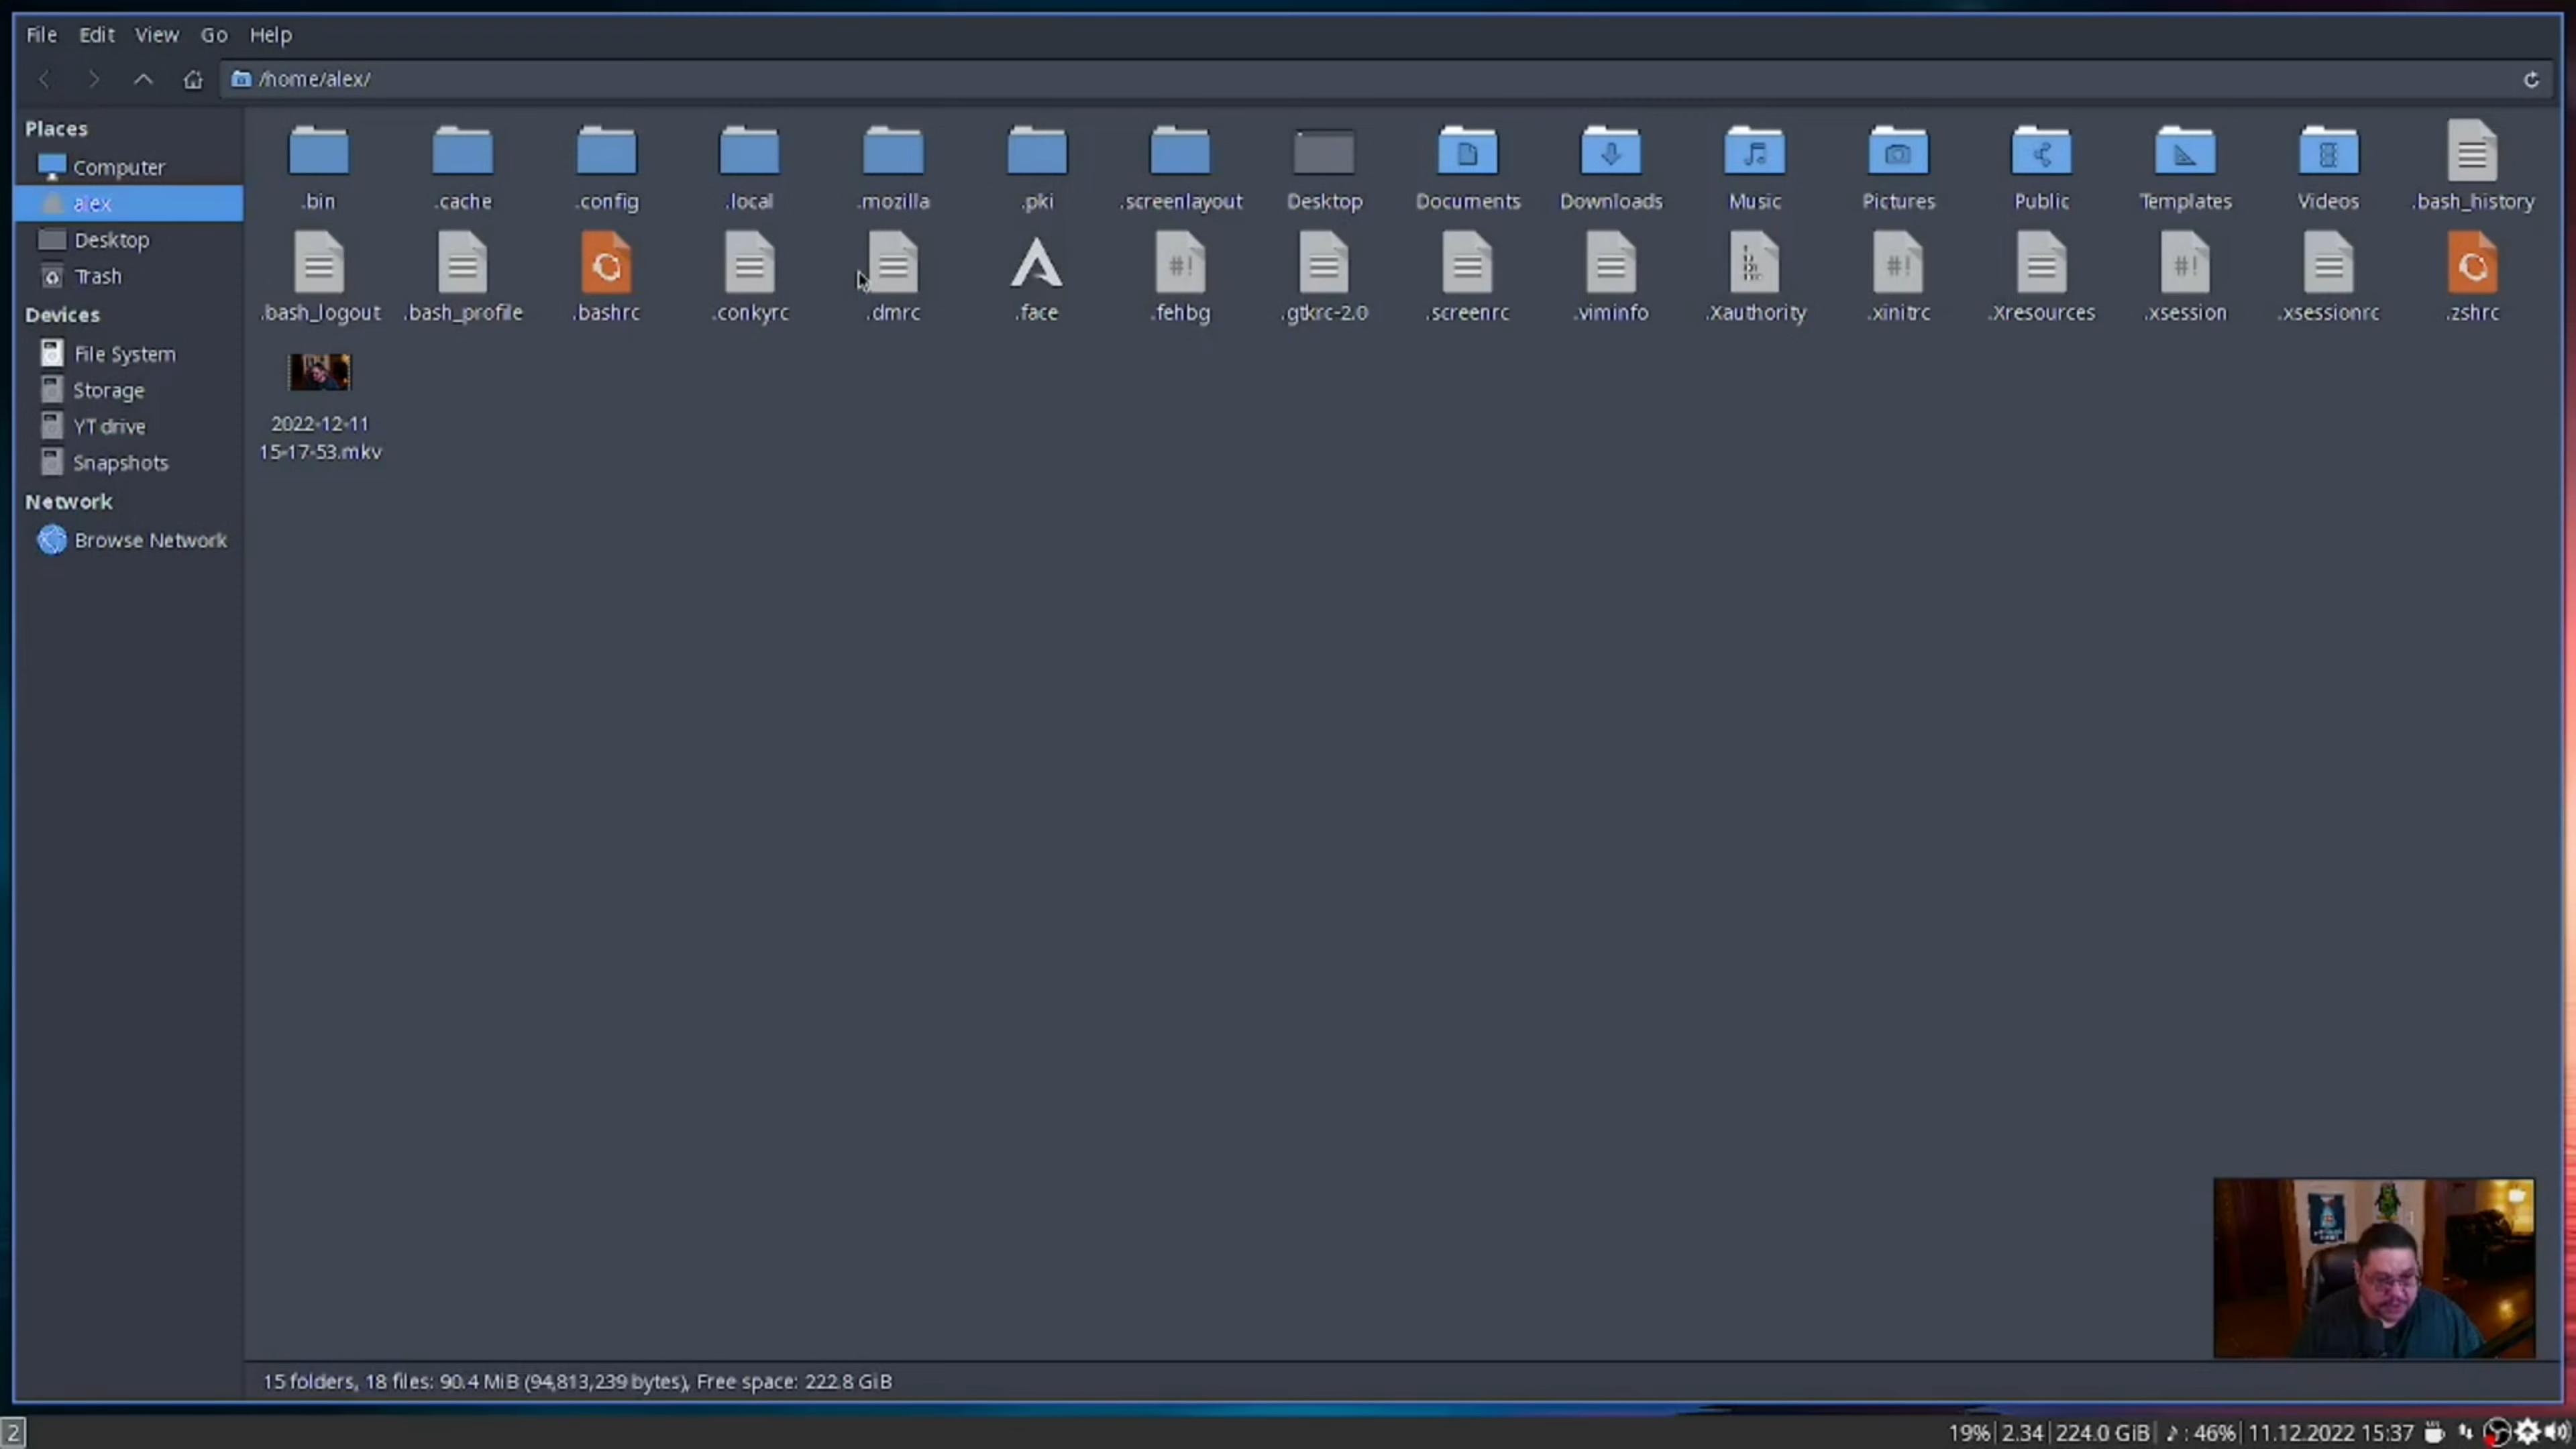 File Edit View Go Help
/home/alex/
Places
Computer
alex
Desktop
Trash
Devices
File System
Storage
YT drive
Snapshots
Network
Browse Network
.bin .cache .config .local .mozilla .pki .screenlayout Desktop Documents Downloads Music Pictures Public Templates Videos .bash_history
.bash_logout .bash_profile .bashrc .conkyrc .dmrc .face .fehbg .gtkrc-2.0 .screenrc .viminfo .Xauthority .xinitrc .Xresources .xsession .xsessionrc .zshrc
2022-12-11
15-17-53.mkv
15 folders, 18 files: 90.4 MiB (94,813,239 bytes), Free space: 222.8 GiB
2
19% | 2.34 | 224.0 GiB | ♪ : 46% | 11.12.2022 15:37